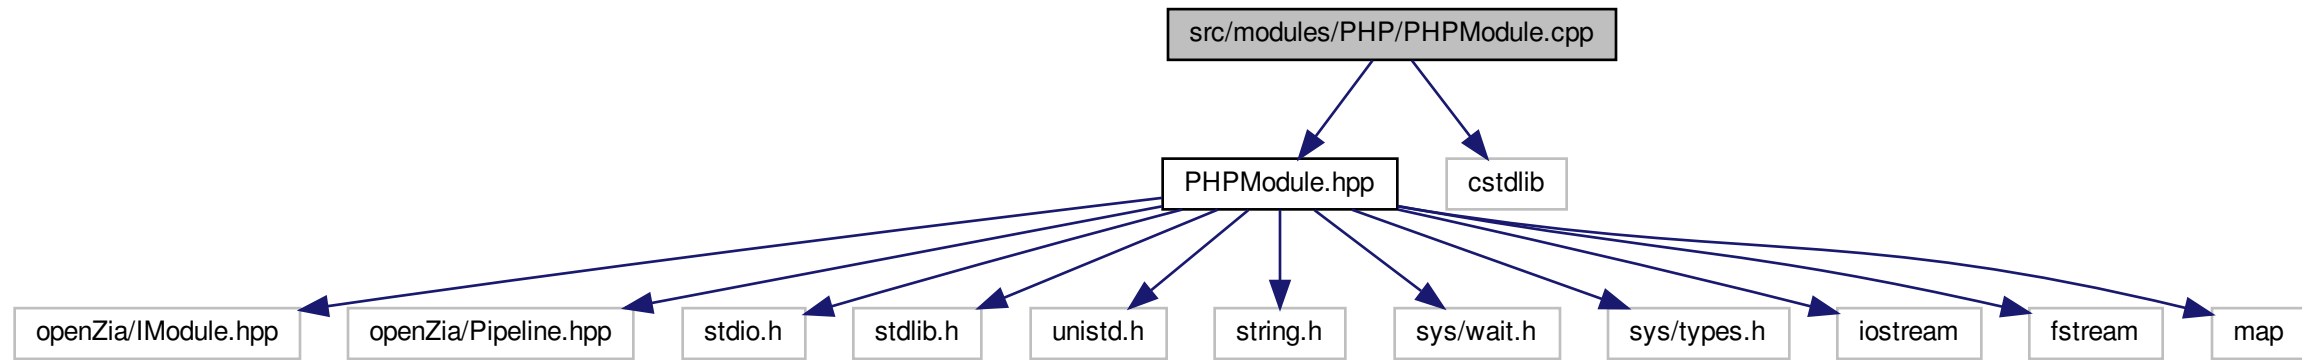 src/modules/PHP/PHPModule.cpp
PHPModule.hpp
cstdlib
openZia/IModule.hpp
openZia/Pipeline.hpp
stdio.h
stdlib.h
unistd.h
string.h
sys/wait.h
sys/types.h
iostream
fstream
map